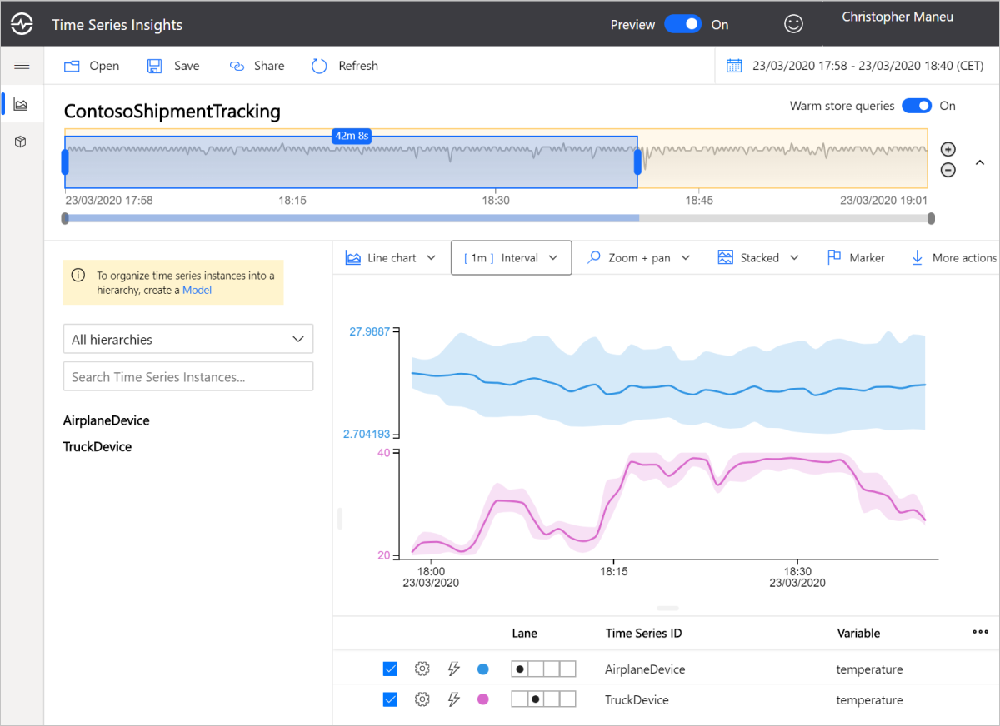 Time Series Insights
Preview On
Christopher Maneu
Open Save Share Refresh
23/03/2020 17:58 - 23/03/2020 18:40 (CET)
ContosoShipmentTracking
Warm store queries On
42m 8s
23/03/2020 17:58 18:15 18:30 18:45 23/03/2020 19:01
To organize time series instances into a
hierarchy, create a Model
All hierarchies
Search Time Series Instances...
AirplaneDevice
TruckDevice
Line chart [ 1m ] Interval Zoom + pan Stacked Marker More actions
27.9887
2.704193
40
20
18:00 18:15 18:30
23/03/2020 23/03/2020
Lane Time Series ID Variable
AirplaneDevice temperature
TruckDevice temperature